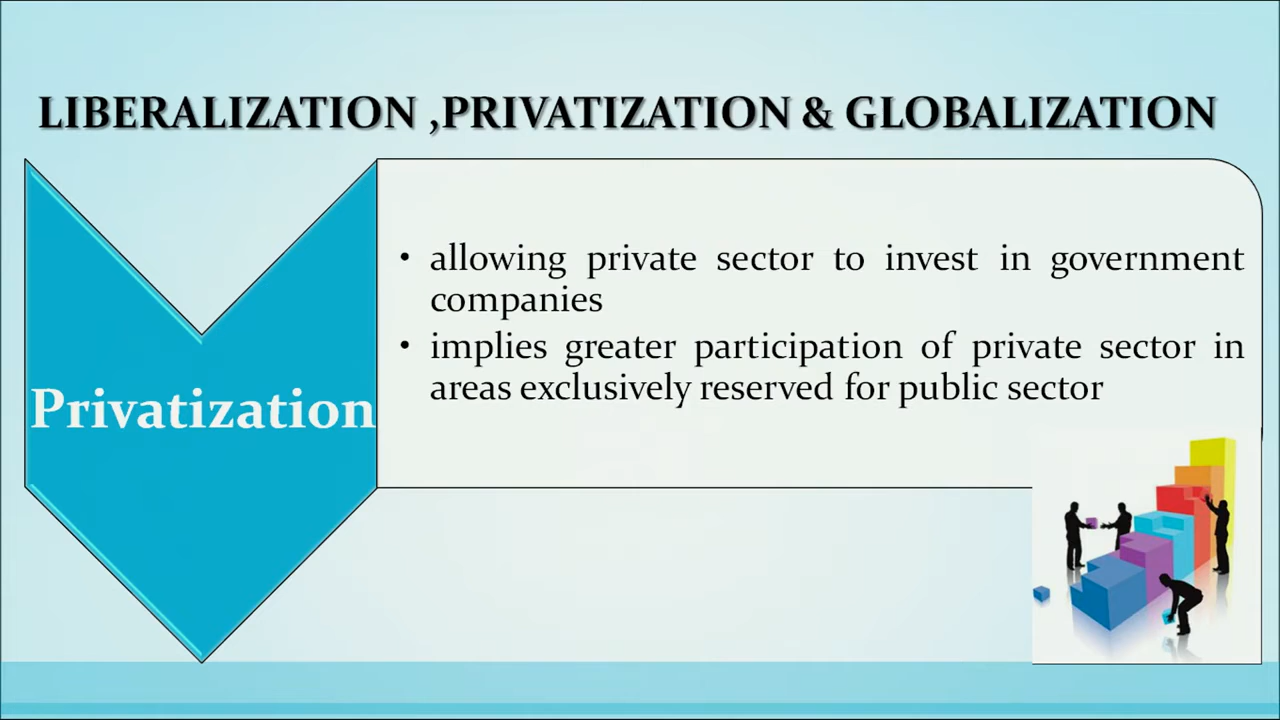 LIBERALIZATION ,PRIVATIZATION & GLOBALIZATION
Privatization
• allowing private sector to invest in government
companies
• implies greater participation of private sector in
areas exclusively reserved for public sector